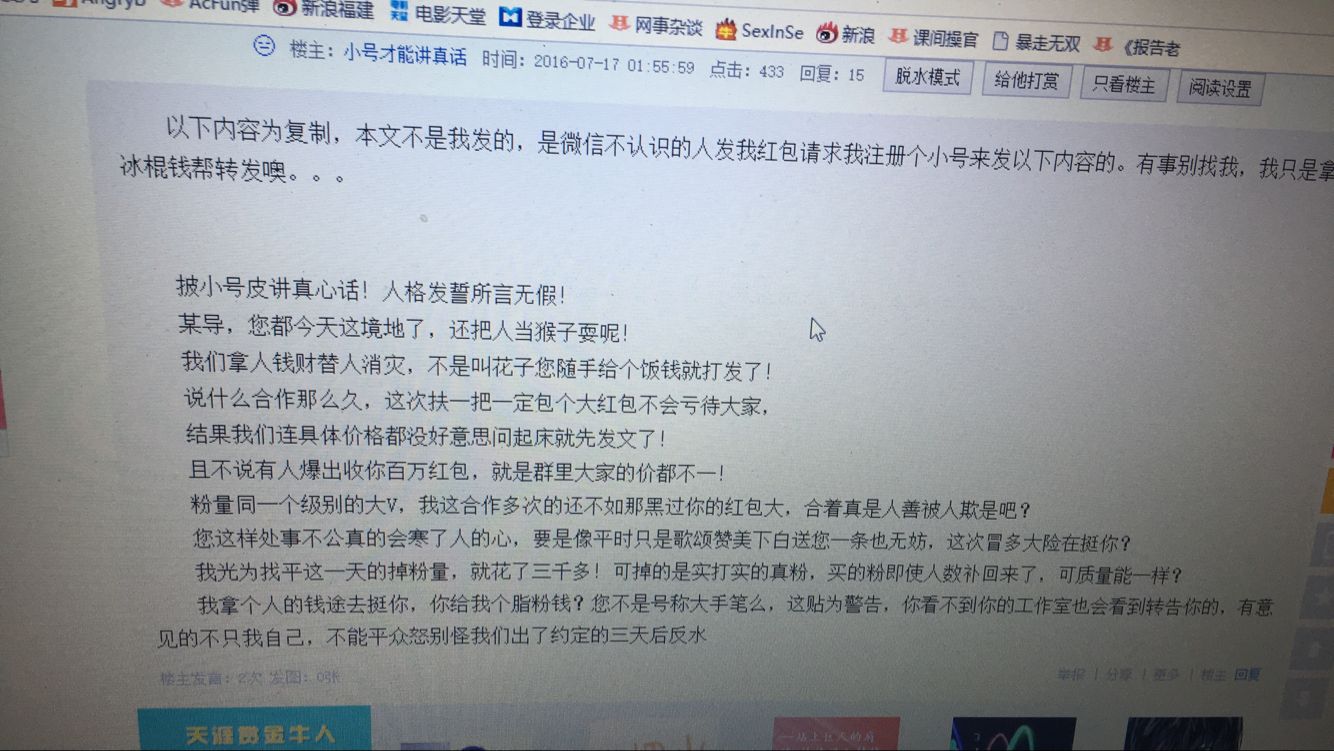 AcFun弹 新浪福建 电影天堂 登录企业 网事杂谈 SexInSe 新浪 课间操官 暴走无双 《报告老
楼主：小号才能讲真话 时间：2016-07-17 01:55:59 点击：433 回复：15 脱水模式 给他打赏 只看楼主 阅读设置
以下内容为复制，本文不是我发的，是微信不认识的人发我红包请求我注册个小号来发以下内容的。有事别找我，我只是拿
冰棍钱帮转发噢。。。
披小号皮讲真心话！人格发誓所言无假！
某导，您都今天这境地了，还把人当猴子耍呢！
我们拿人钱财替人消灾，不是叫花子您随手给个饭钱就打发了！
说什么合作那么久，这次扶一把一定包个大红包不会亏待大家，
结果我们连具体价格都没好意思问起床就先发文了！
且不说有人爆出收你百万红包，就是群里大家的价都不一！
粉量同一个级别的大V，我这合作多次的还不如那黑过你的红包大，合着真是人善被人欺是吧？
您这样处事不公真的会寒了人的心，要是像平时只是歌颂赞美下白送您一条也无妨，这次冒多大险在挺你？
我光为找平这一天的掉粉量，就花了三千多！可掉的是实打实的真粉，买的粉即使人数补回来了，可质量能一样？
我拿个人的钱途去挺你，你给我个脂粉钱？您不是号称大手笔么，这贴为警告，你看不到你的工作室也会看到转告你的，有意
见的不只我自己，不能平众怒别怪我们出了约定的三天后反水
楼主发言：2次 发图：0张 举报 | 分享 | 更多 | 楼主 回复
天涯赏金牛人